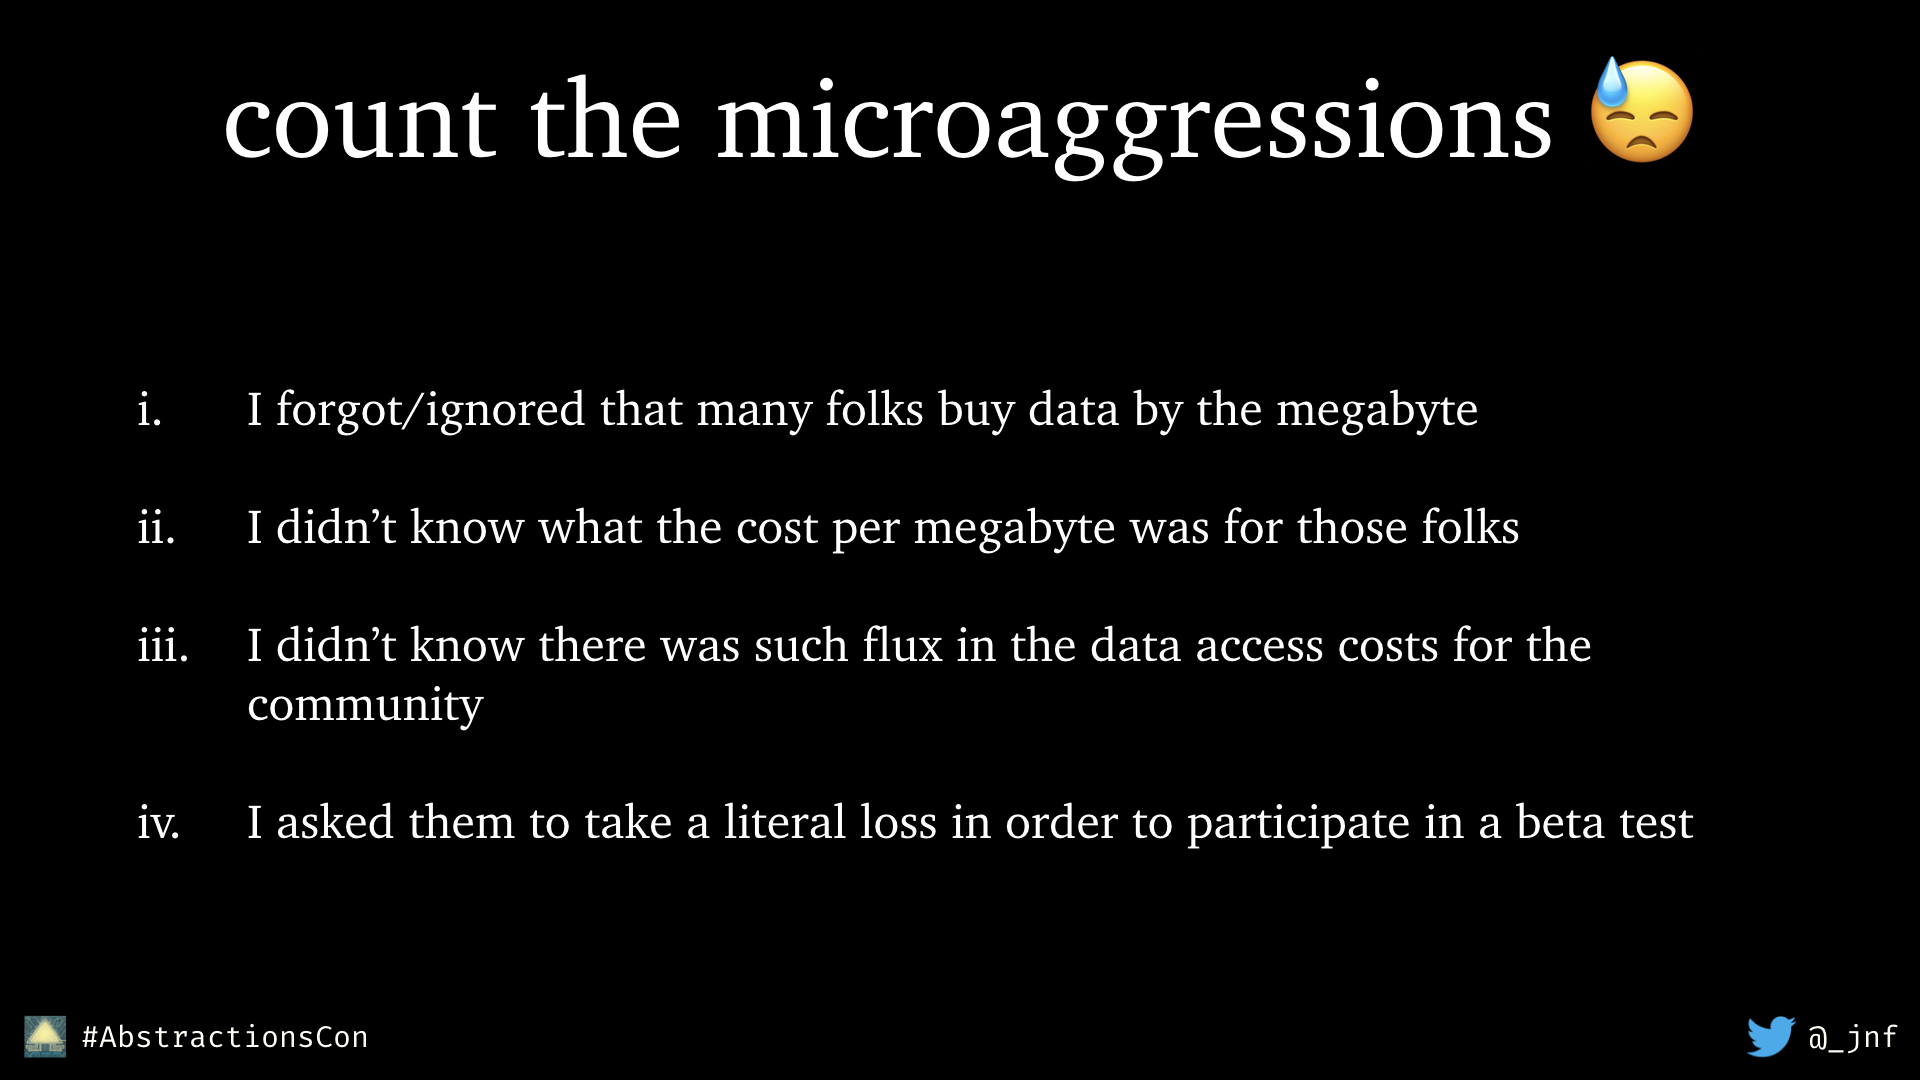 count the microaggressions 😓
i. I forgot/ignored that many folks buy data by the megabyte
ii. I didn’t know what the cost per megabyte was for those folks
iii. I didn’t know there was such flux in the data access costs for the
community
iv. I asked them to take a literal loss in order to participate in a beta test
#AbstractionsCon
@_jnf